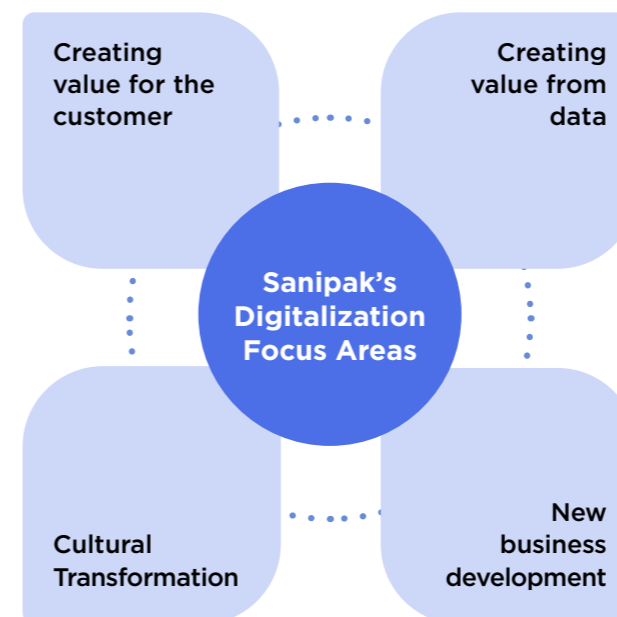 Creating
value for the
customer
Creating
value from
data
Sanipak’s
Digitalization
Focus Areas
Cultural
Transformation
New
business
development